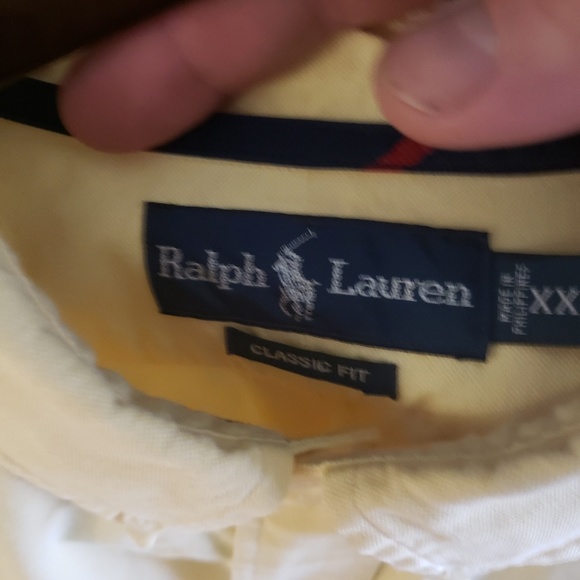 Ralph Lauren
MADE IN
PHILIPPINES
XX
CLASSIC FIT